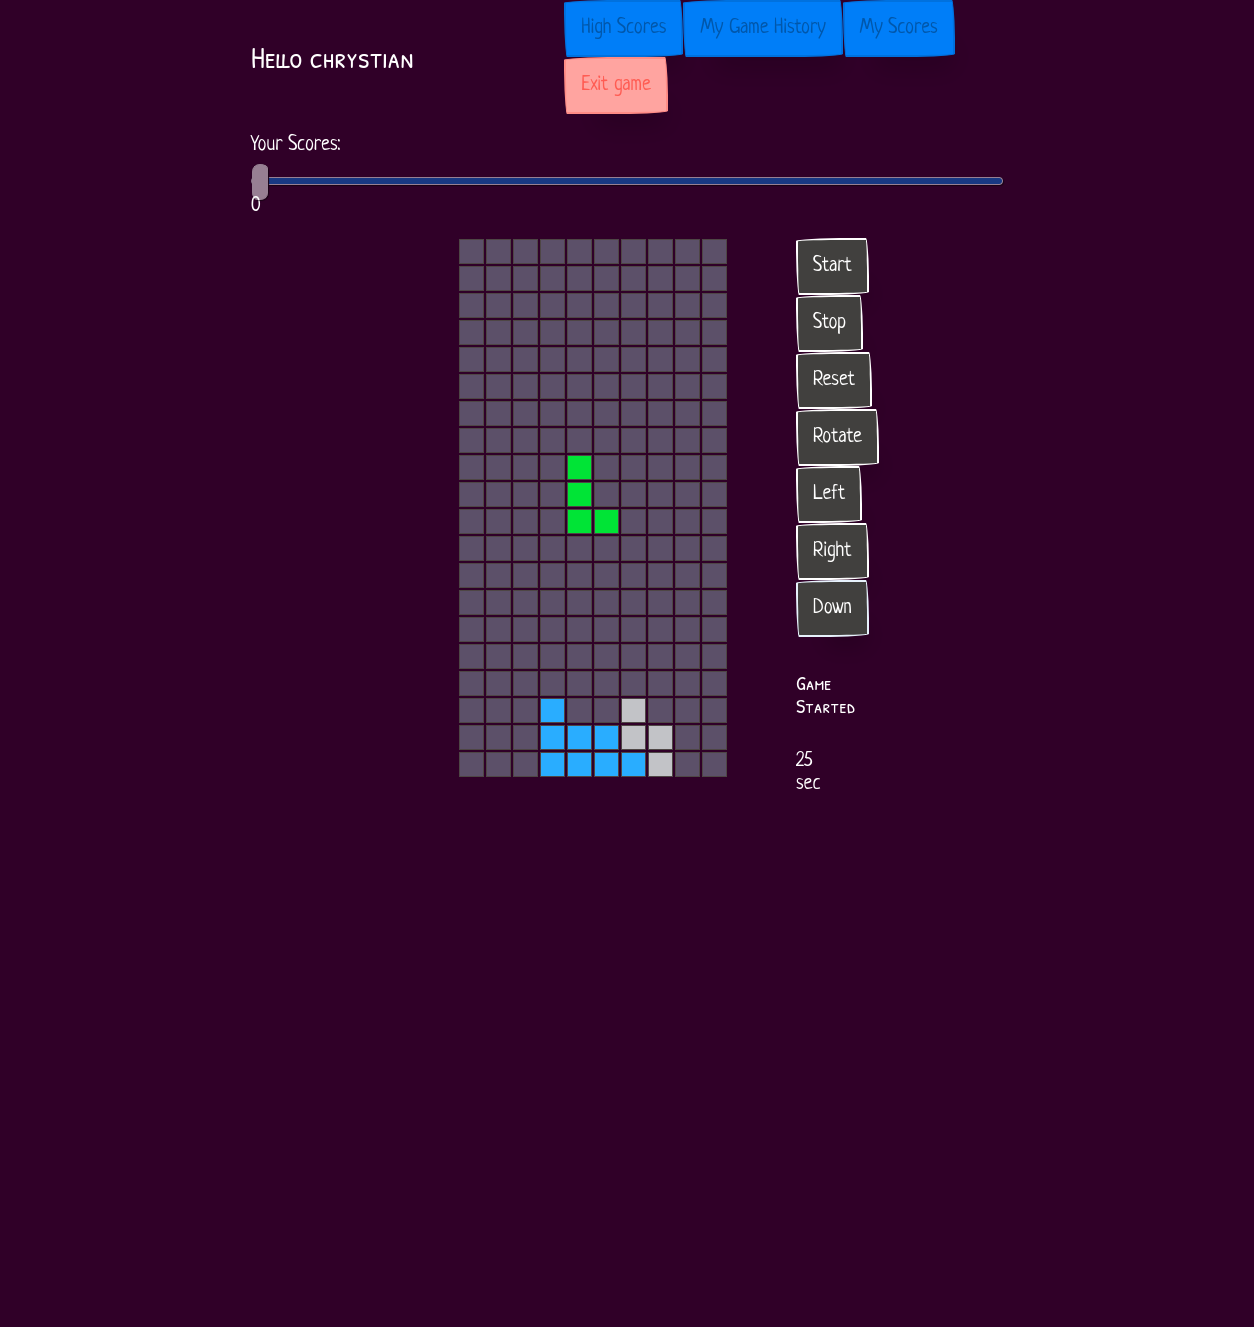 High Scores My Game History My Scores
Hello chrystian
Exit game
Your Scores:
0
Start
Stop
Reset
Rotate
Left
Right
Down
Game
Started
25
sec